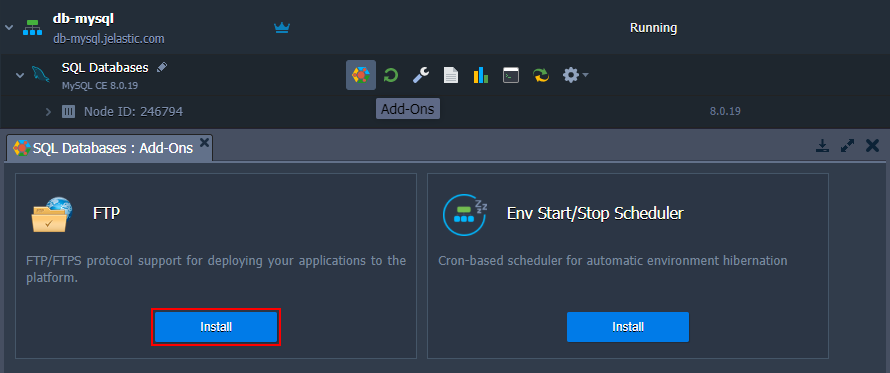 db-mysql
db-mysql.jelastic.com
Running
SQL Databases
MySQL CE 8.0.19
Add-Ons
Node ID: 246794
8.0.19
SQL Databases : Add-Ons
FTP
FTP/FTPS protocol support for deploying your applications to the
platform.
Install
Zzz
Env Start/Stop Scheduler
Cron-based scheduler for automatic environment hibernation
Install